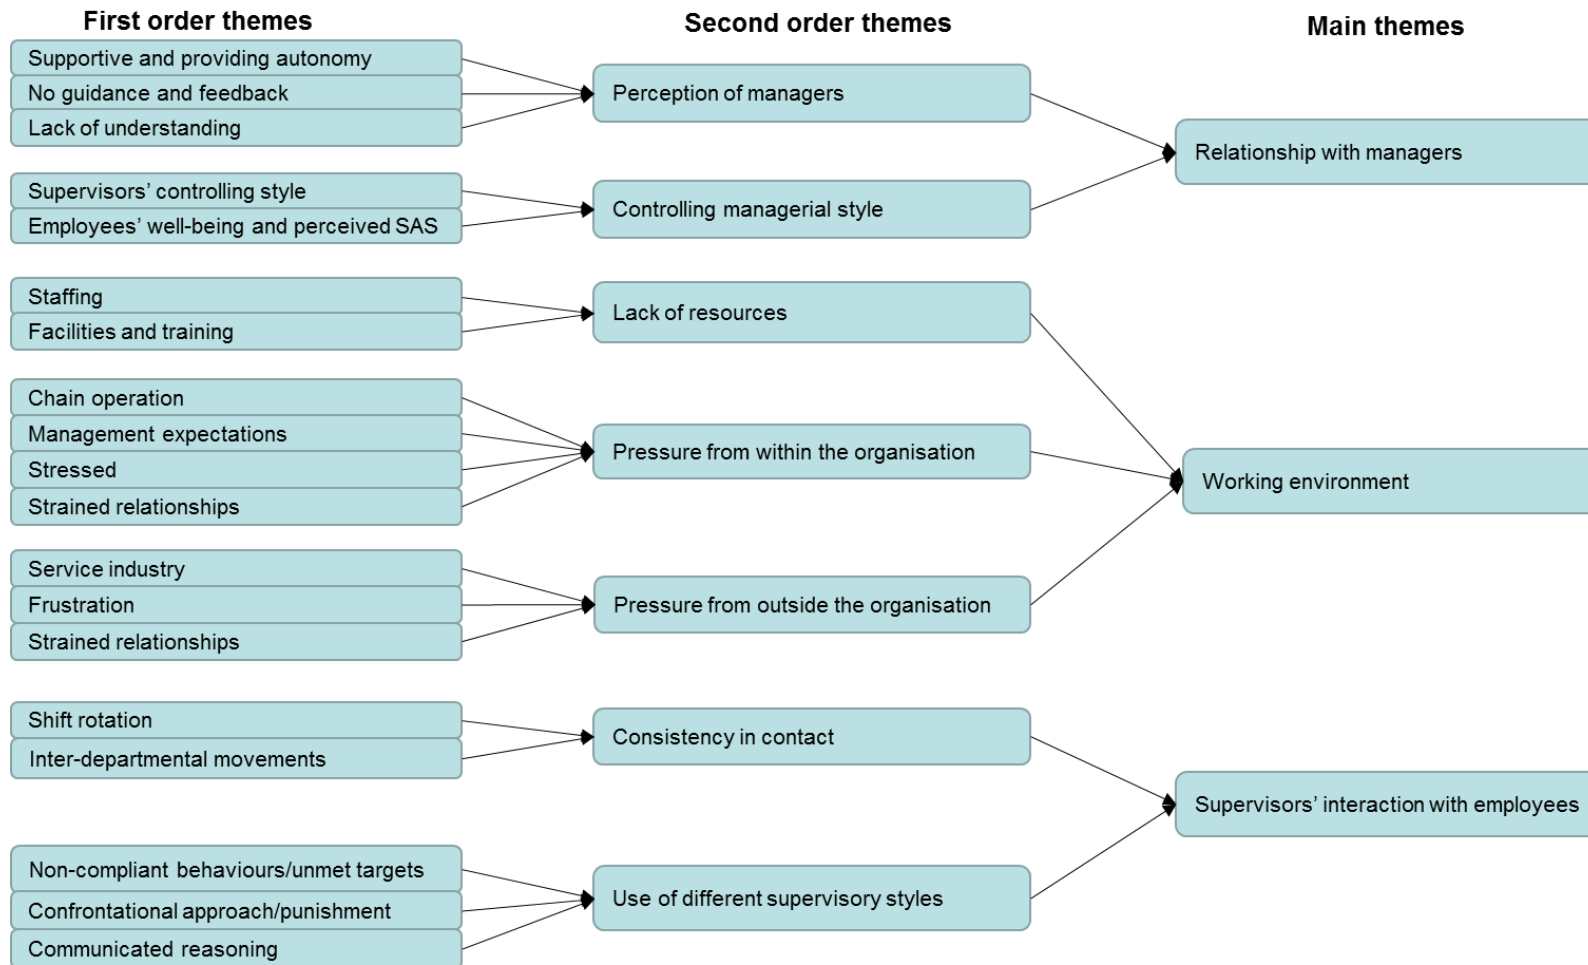 First order themes
Second order themes
Main themes
Supportive and providing autonomy
No guidance and feedback
Lack of understanding
Perception of managers
Relationship with managers
Supervisors’ controlling style
Employees’ well-being and perceived SAS
Controlling managerial style
Staffing
Facilities and training
Lack of resources
Chain operation
Management expectations
Stressed
Strained relationships
Pressure from within the organisation
Working environment
Service industry
Frustration
Strained relationships
Pressure from outside the organisation
Shift rotation
Inter-departmental movements
Consistency in contact
Supervisors’ interaction with employees
Non-compliant behaviours/unmet targets
Confrontational approach/punishment
Communicated reasoning
Use of different supervisory styles